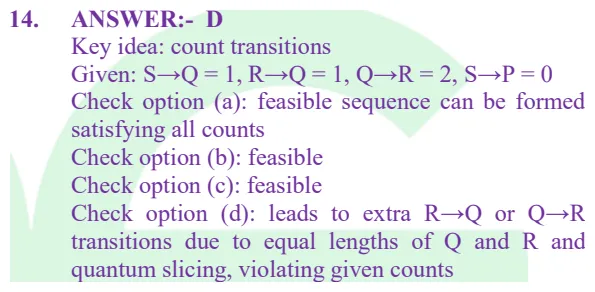 14. ANSWER:- D
Key idea: count transitions
Given: S→Q = 1, R→Q = 1, Q→R = 2, S→P = 0
Check option (a): feasible sequence can be formed
satisfying all counts
Check option (b): feasible
Check option (c): feasible
Check option (d): leads to extra R→Q or Q→R
transitions due to equal lengths of Q and R and
quantum slicing, violating given counts